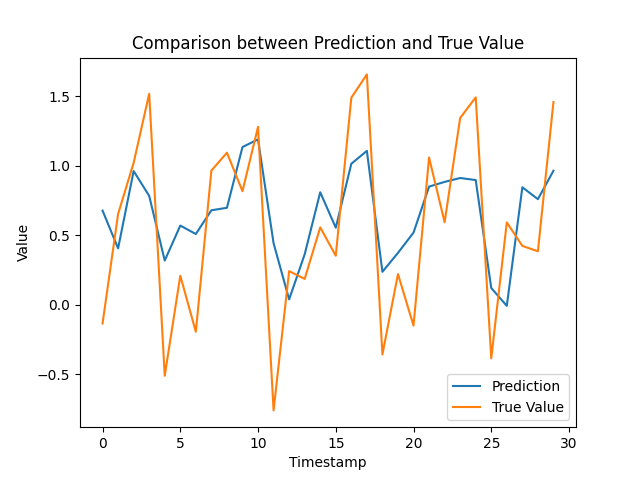 Comparison between Prediction and True Value
Value
1.5
1.0
0.5
0.0
−0.5
0 5 10 15 20 25 30
Timestamp
Prediction
True Value